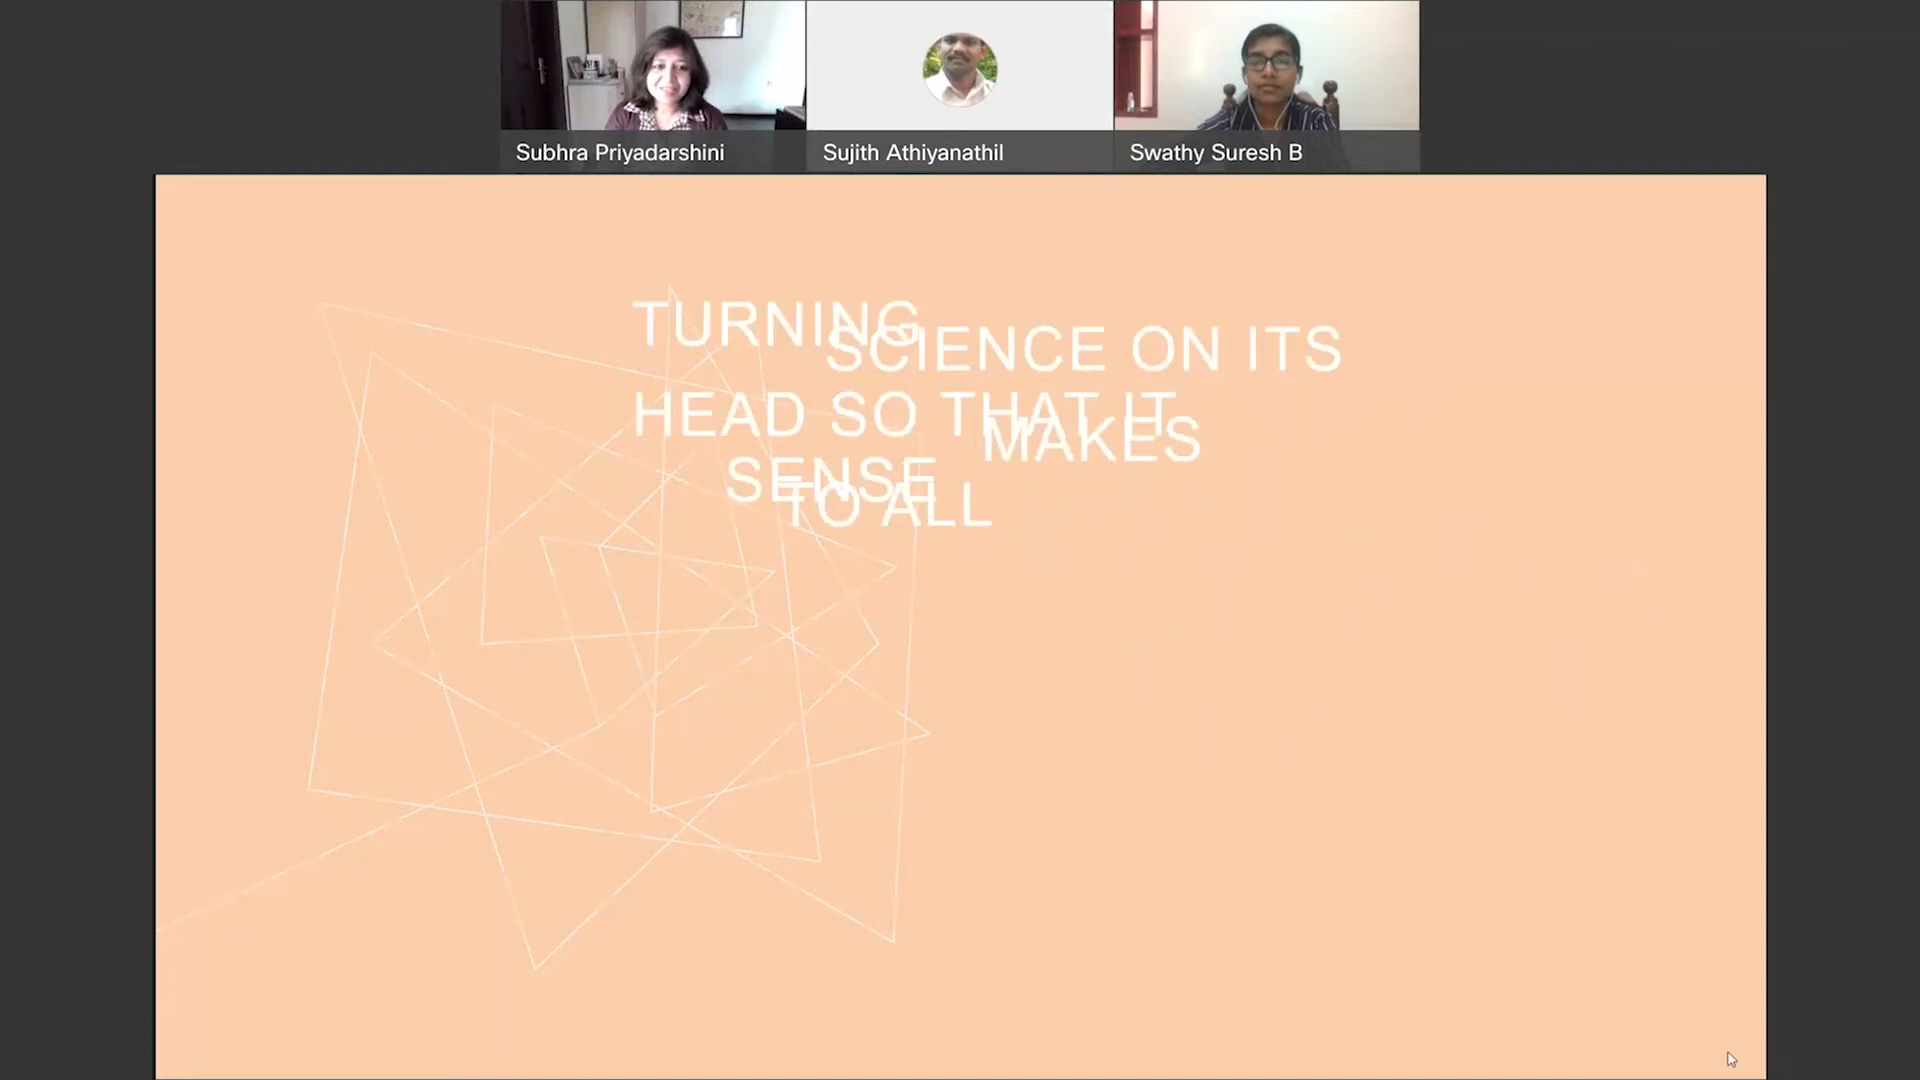 Subhra Priyadarshini
Sujith Athiyanathil
Swathy Suresh B
TURNING
SCIENCE ON ITS
HEAD SO THAT IT
MAKES
SENSE
TO ALL